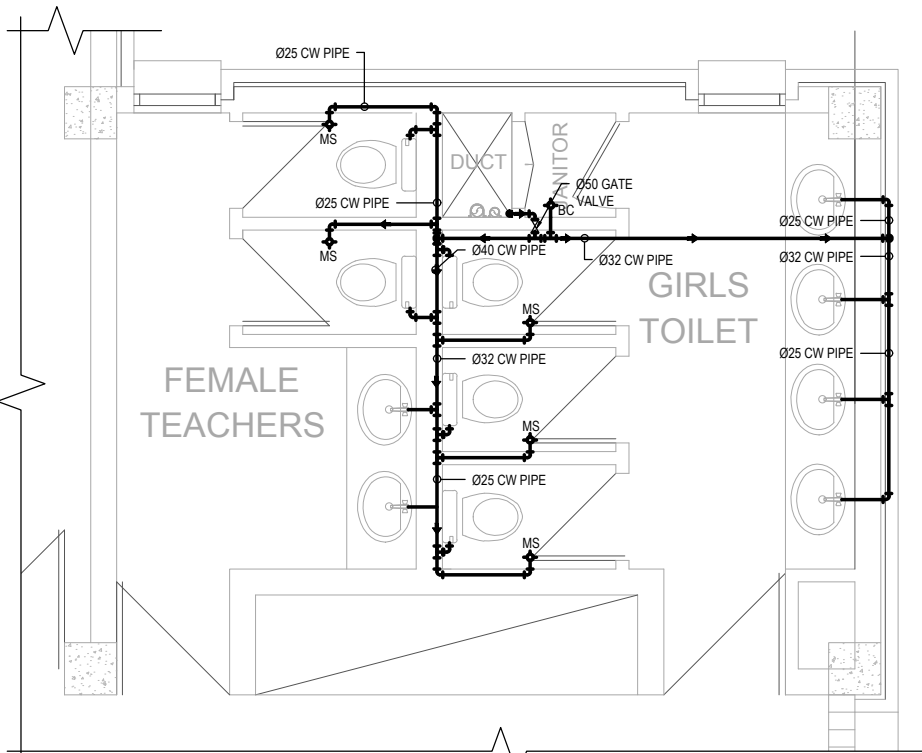 Ø25 CW PIPE
MS
DUCT
JANITOR
Ø50 GATE
VALVE
BC
Ø25 CW PIPE
Ø25 CW PIPE
MS
Ø40 CW PIPE
Ø32 CW PIPE
Ø32 CW PIPE
GIRLS
TOILET
MS
Ø32 CW PIPE
Ø25 CW PIPE
FEMALE
TEACHERS
MS
Ø25 CW PIPE
MS